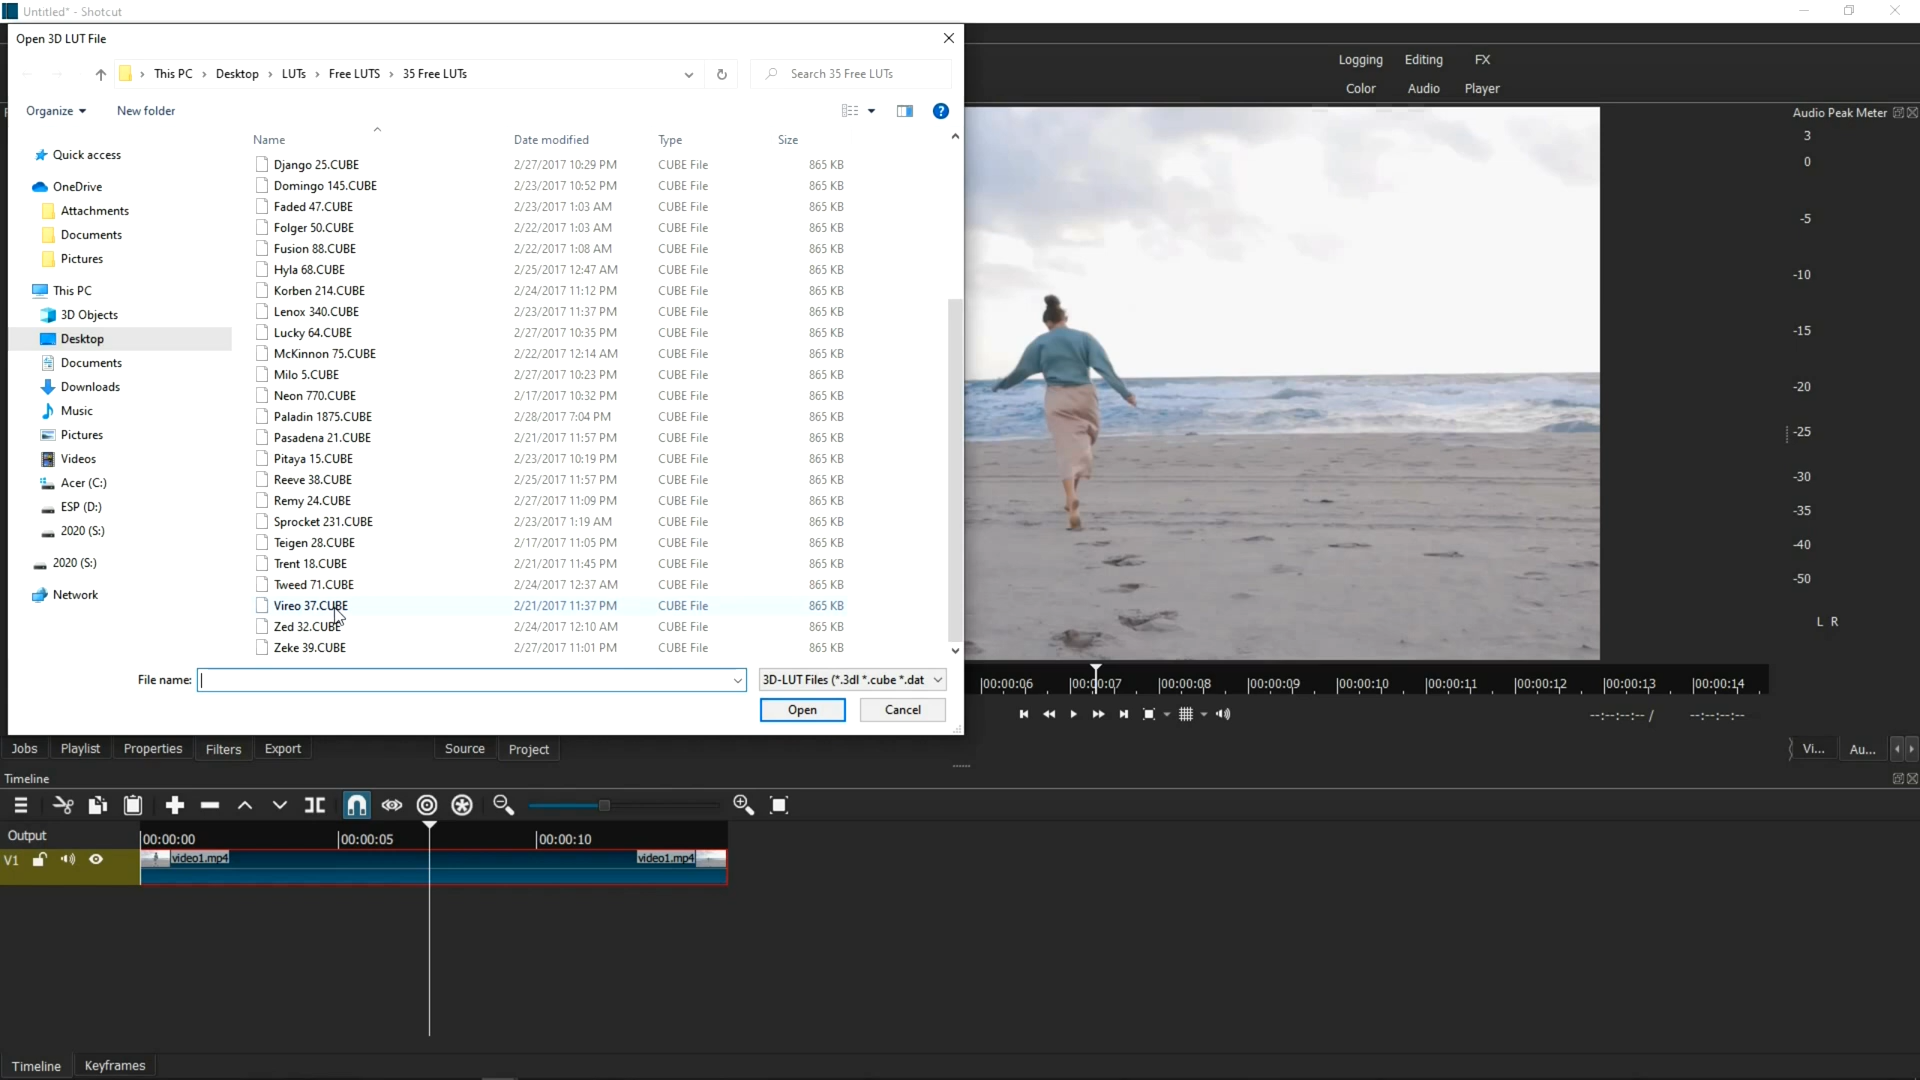 Untitled* - Shotcut
Open 3D LUT File
This PC > Desktop > LUTs > Free LUTS > 35 Free LUTs
Search 35 Free LUTs
Organize
New folder
Name Date modified Type Size
Django 25.CUBE 2/27/2017 10:29 PM CUBE File 865 KB
Domingo 145.CUBE 2/23/2017 10:52 PM CUBE File 865 KB
Faded 47.CUBE 2/23/2017 1:03 AM CUBE File 865 KB
Folger 50.CUBE 2/22/2017 1:03 AM CUBE File 865 KB
Fusion 88.CUBE 2/22/2017 1:08 AM CUBE File 865 KB
Hyla 68.CUBE 2/25/2017 12:47 AM CUBE File 865 KB
Korben 214.CUBE 2/24/2017 11:12 PM CUBE File 865 KB
Lenox 340.CUBE 2/23/2017 11:37 PM CUBE File 865 KB
Lucky 64.CUBE 2/27/2017 10:35 PM CUBE File 865 KB
McKinnon 75.CUBE 2/22/2017 12:14 AM CUBE File 865 KB
Milo 5.CUBE 2/27/2017 10:23 PM CUBE File 865 KB
Neon 770.CUBE 2/17/2017 10:32 PM CUBE File 865 KB
Paladin 1875.CUBE 2/28/2017 7:04 PM CUBE File 865 KB
Pasadena 21.CUBE 2/21/2017 11:57 PM CUBE File 865 KB
Pitaya 15.CUBE 2/23/2017 10:19 PM CUBE File 865 KB
Reeve 38.CUBE 2/25/2017 11:57 PM CUBE File 865 KB
Remy 24.CUBE 2/27/2017 11:09 PM CUBE File 865 KB
Sprocket 231.CUBE 2/23/2017 1:19 AM CUBE File 865 KB
Teigen 28.CUBE 2/17/2017 11:05 PM CUBE File 865 KB
Trent 18.CUBE 2/21/2017 11:45 PM CUBE File 865 KB
Tweed 71.CUBE 2/24/2017 12:37 AM CUBE File 865 KB
Vireo 37.CUBE 2/21/2017 11:37 PM CUBE File 865 KB
Zed 32.CUBE 2/24/2017 12:10 AM CUBE File 865 KB
Zeke 39.CUBE 2/27/2017 11:01 PM CUBE File 865 KB
Quick access
OneDrive
Attachments
Documents
Pictures
This PC
3D Objects
Desktop
Documents
Downloads
Music
Pictures
Videos
Acer (C:)
ESP (D:)
2020 (S:)
2020 (S:)
Network
File name:
3D-LUT Files (*.3dl *.cube *.dat
Open
Cancel
Logging Editing FX
Color Audio Player
Audio Peak Meter
3
0
-5
-10
-15
-20
-25
-30
-35
-40
-50
L R
00:00:06 00:00:07 00:00:08 00:00:09 00:00:10 00:00:11 00:00:12 00:00:13 00:00:14
--:--:--:-- / --:--:--:--
Jobs Playlist Properties Filters Export
Source Project
Vi... Au...
Timeline
Output
00:00:00 00:00:05 00:00:10
V1
video1.mp4 video1.mp4
Timeline Keyframes